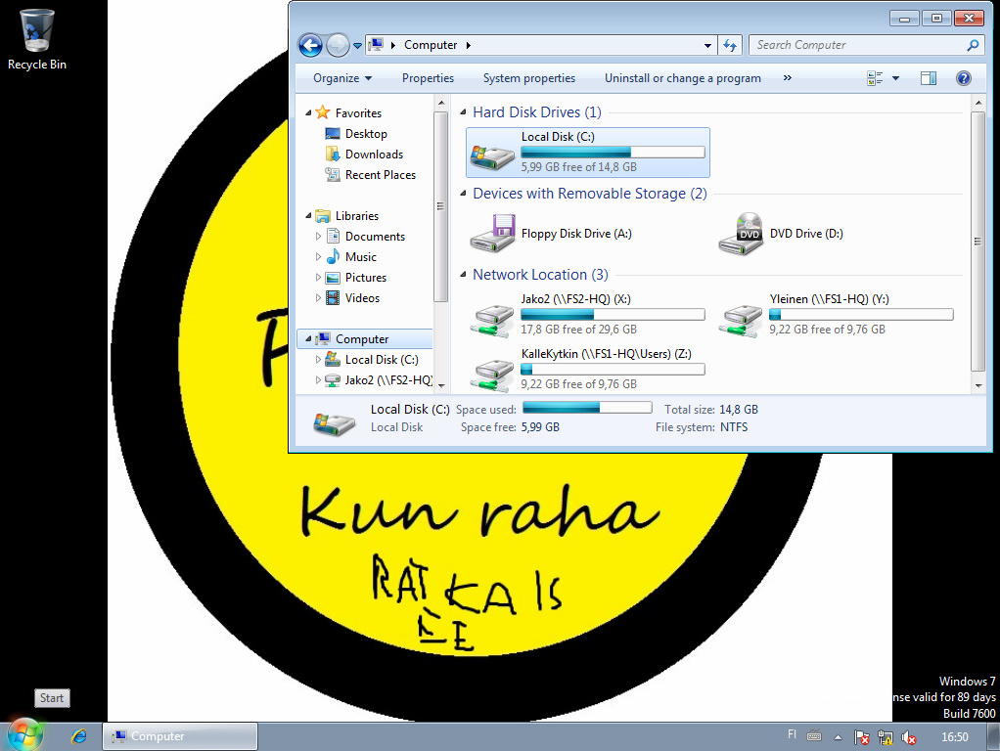 Recycle Bin
Computer
Search Computer
Organize
Properties
System properties
Uninstall or change a program
»
Favorites
Desktop
Downloads
Recent Places
Libraries
Documents
Music
Pictures
Videos
Computer
Local Disk (C:)
Jako2 (\\FS2-HQ)
Hard Disk Drives (1)
Local Disk (C:)
5,99 GB free of 14,8 GB
Devices with Removable Storage (2)
Floppy Disk Drive (A:)
DVD
DVD Drive (D:)
Network Location (3)
Jako2 (\\FS2-HQ) (X:)
17,8 GB free of 29,6 GB
Yleinen (\\FS1-HQ) (Y:)
9,22 GB free of 9,76 GB
KalleKytkin (\\FS1-HQ\Users) (Z:)
9,22 GB free of 9,76 GB
Local Disk (C:) Space used: Total size: 14,8 GB
Local Disk Space free: 5,99 GB File system: NTFS
P
Kun raha
RATKAIS
EE
Windows 7
nse valid for 89 days
Build 7600
Start
Computer
FI
16:50